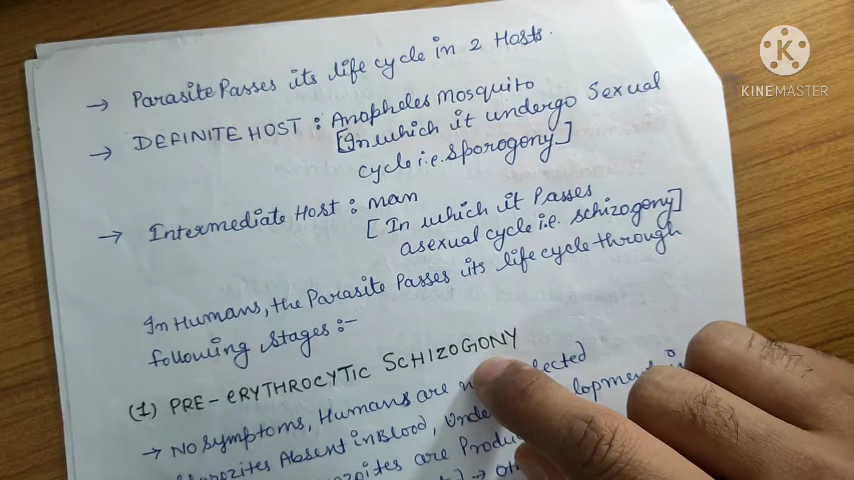 → Parasite Passes its life cycle in 2 Hosts.
→ DEFINITE HOST : Anopheles Mosquito
[In which it undergo Sexual
cycle i.e. Sporogony]
→ Intermediate Host : man
[In which it Passes
asexual cycle i.e. schizogony]
In Humans, the Parasite Passes its life cycle through
following stages :-
(1) PRE-ERYTHROCYTIC SCHIZOGONY
→ No symptoms, Humans are
Absent in Blood,
are
KINEMASTER